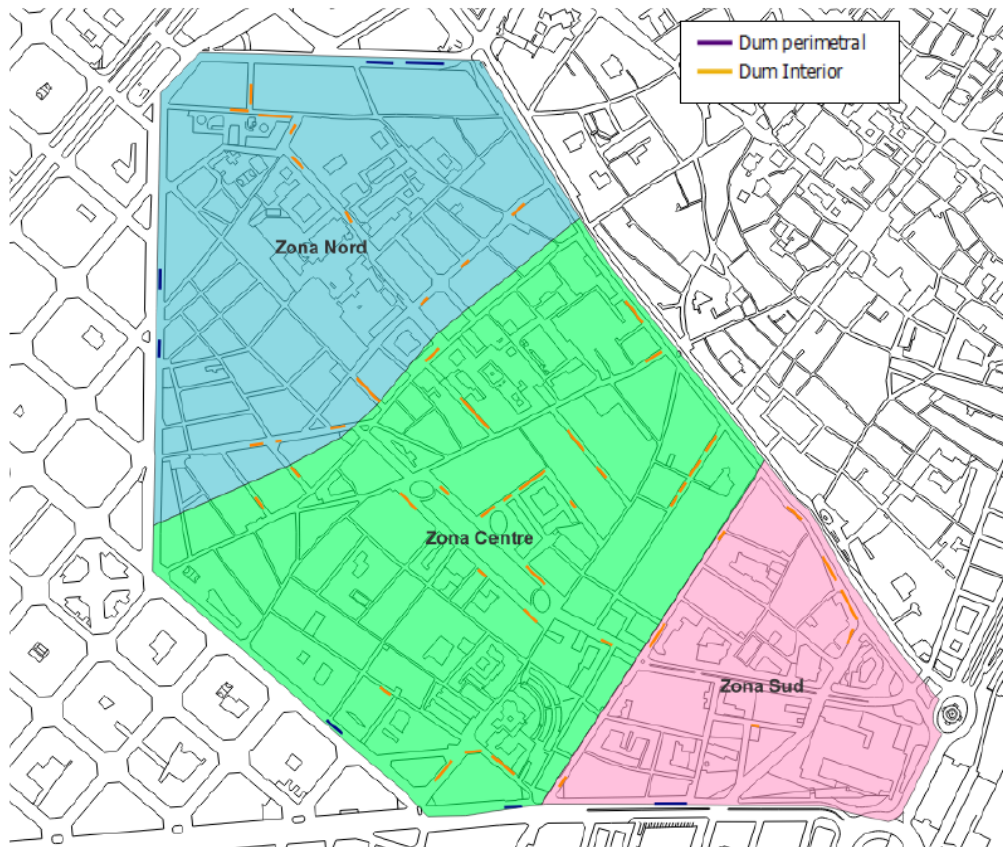 Dum perimetral
Dum Interior
Zona Nord
Zona Centre
Zona Sud